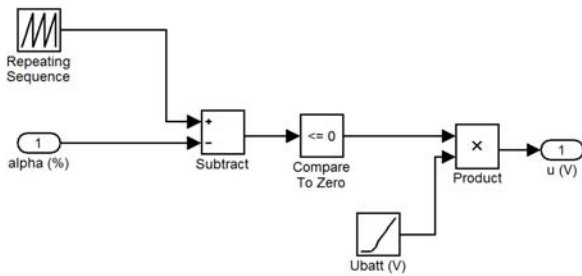 Repeating
Sequence
1
alpha (%)
+
−
Subtract
<= 0
Compare
To Zero
×
Product
1
u (V)
Ubatt (V)